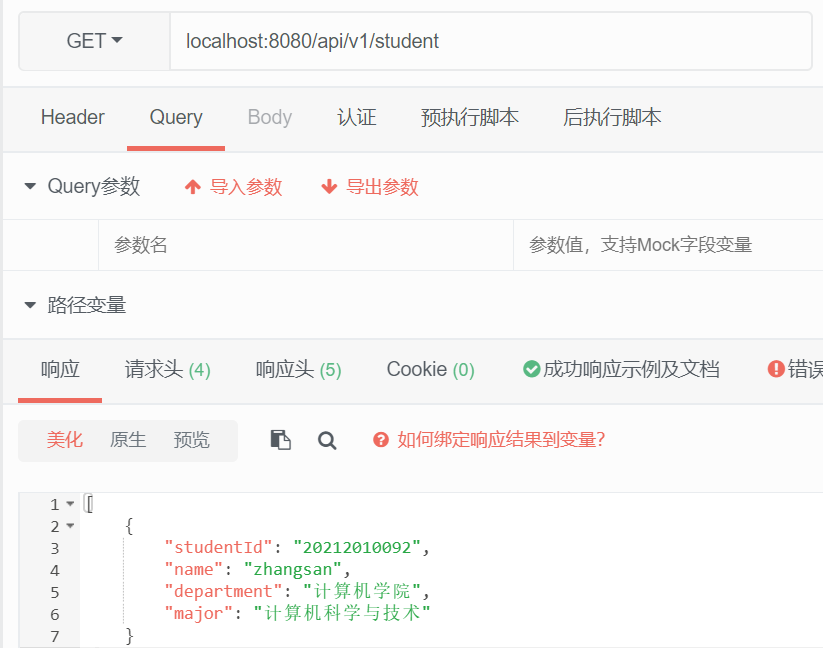 GET localhost:8080/api/v1/student
Header Query Body 认证 预执行脚本 后执行脚本
Query参数 导入参数 导出参数
参数名 参数值，支持Mock字段变量
路径变量
响应 请求头 (4) 响应头 (5) Cookie (0) 成功响应示例及文档 错误
美化 原生 预览 如何绑定响应结果到变量?
1 [
2 {
3 "studentId": "20212010092",
4 "name": "zhangsan",
5 "department": "计算机学院",
6 "major": "计算机科学与技术"
7 }